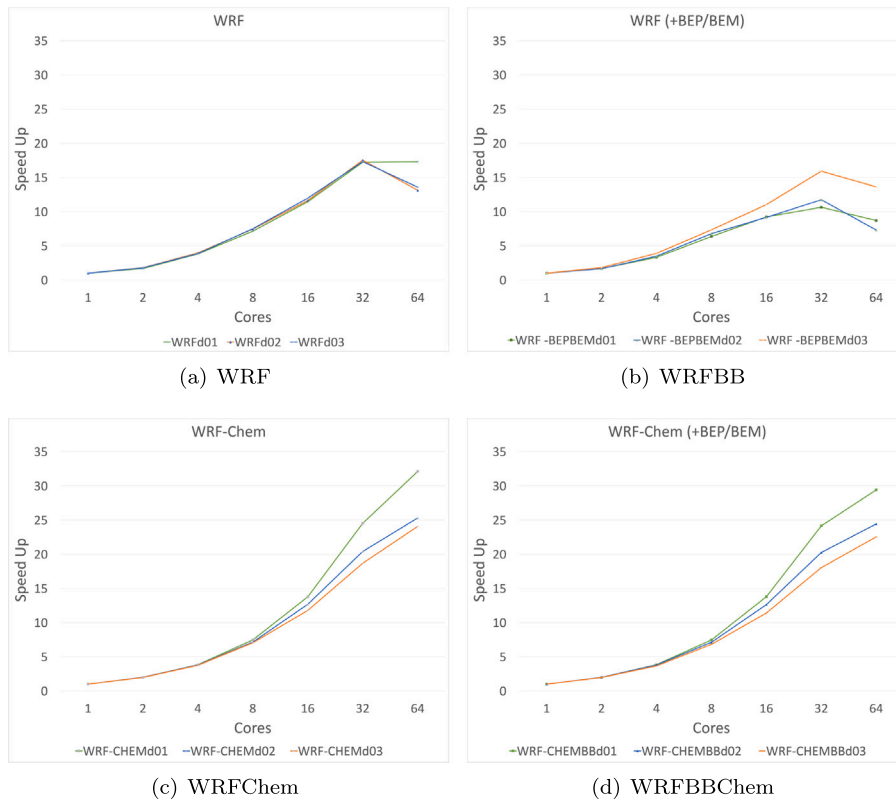 WRF
35
30
25
20
15
10
5
0
Speed Up
1 2 4 8 16 32 64
Cores
WRFd01 WRFd02 WRFd03
(a) WRF
WRF (+BEP/BEM)
35
30
25
20
15
10
5
0
Speed Up
1 2 4 8 16 32 64
Cores
WRF -BEPBEMd01 WRF -BEPBEMd02 WRF -BEPBEMd03
(b) WRFBB
WRF-Chem
35
30
25
20
15
10
5
0
Speed Up
1 2 4 8 16 32 64
Cores
WRF-CHEMd01 WRF-CHEMd02 WRF-CHEMd03
(c) WRFChem
WRF-Chem (+BEP/BEM)
35
30
25
20
15
10
5
0
Speed Up
1 2 4 8 16 32 64
Cores
WRF-CHEMBBd01 WRF-CHEMBBd02 WRF-CHEMBBd03
(d) WRFBBChem